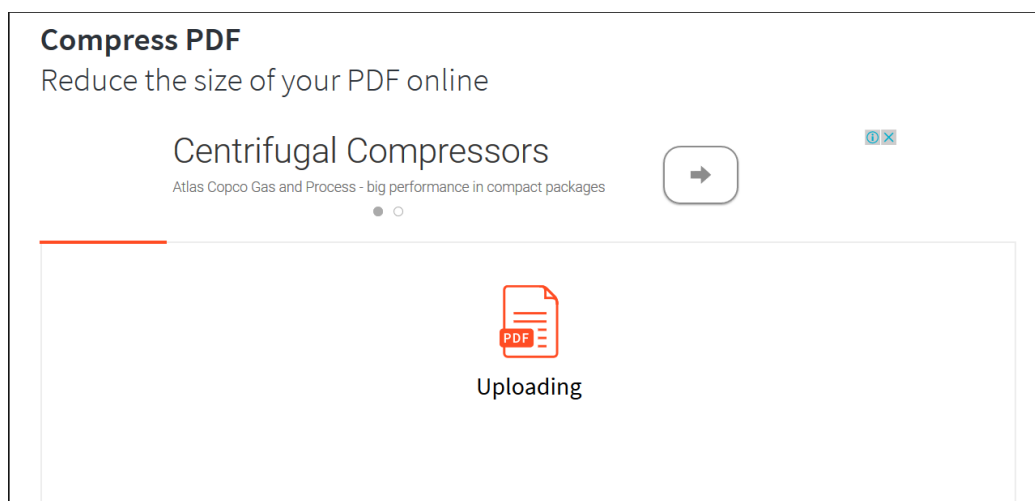 Compress PDF
Reduce the size of your PDF online
Centrifugal Compressors
Atlas Copco Gas and Process - big performance in compact packages
PDF
Uploading